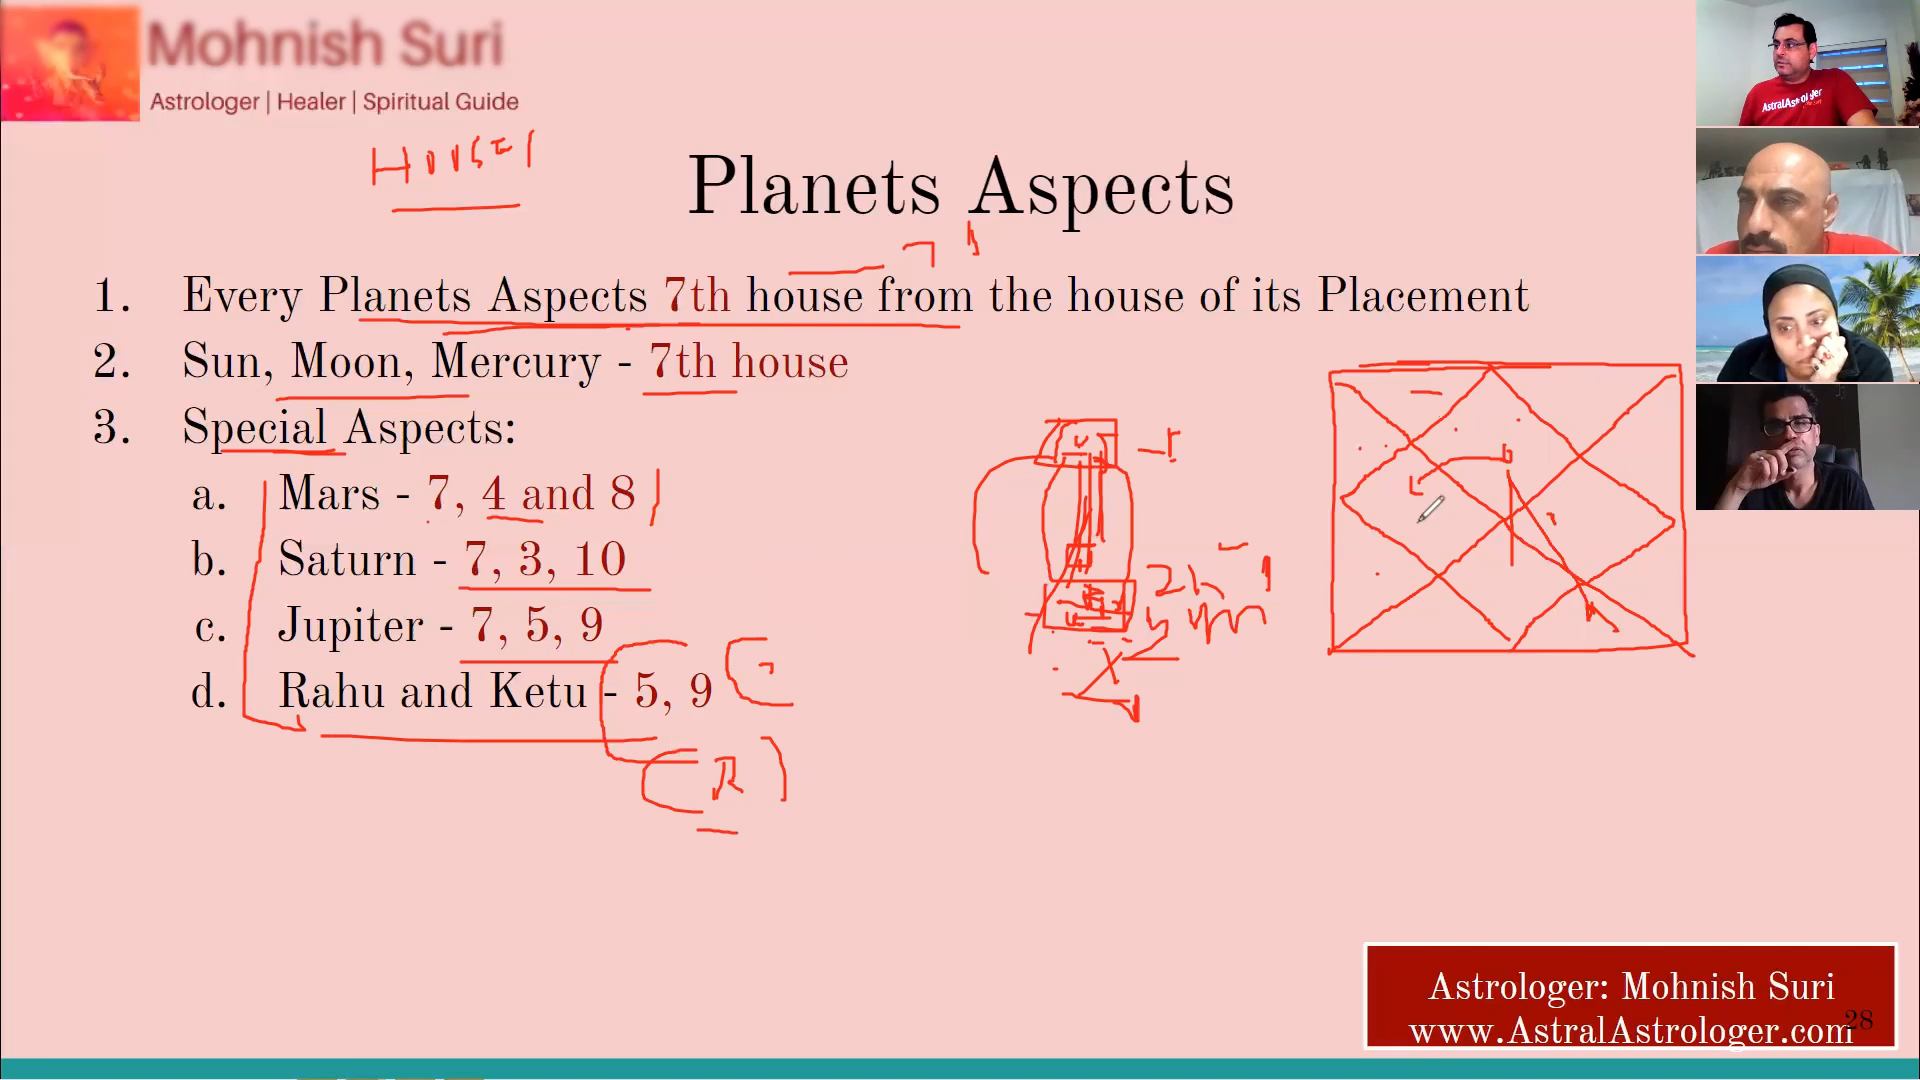 Mohnish Suri
Astrologer | Healer | Spiritual Guide
HOUSES
Planets Aspects
1. Every Planets Aspects 7th house from the house of its Placement
2. Sun, Moon, Mercury - 7th house
3. Special Aspects:
a. Mars - 7, 4 and 8
b. Saturn - 7, 3, 10
c. Jupiter - 7, 5, 9
d. Rahu and Ketu - 5, 9
R
AstralAstrologer
Astrologer: Mohnish Suri
www.AstralAstrologer.com
28